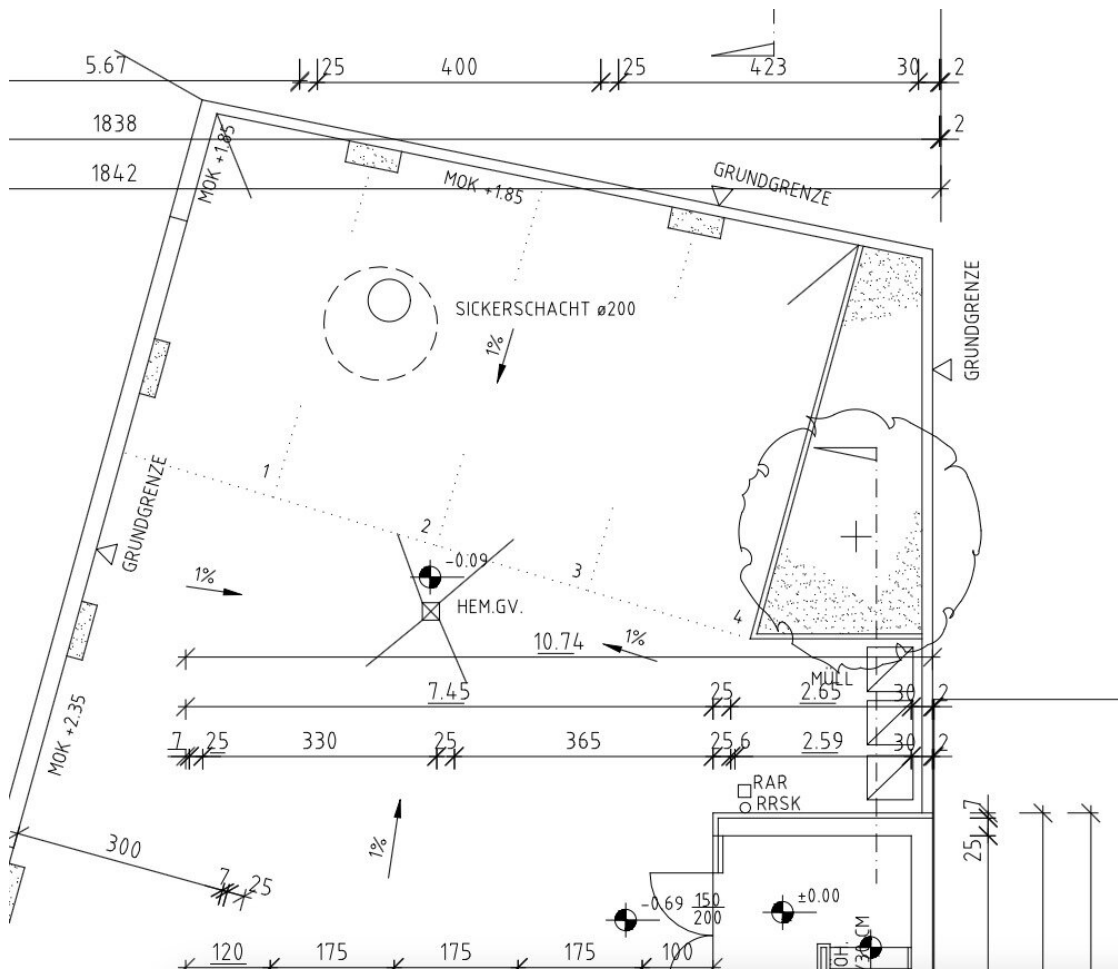 5.67 25 400 25 423 30 2
1838 2
1842
MOK +1.85
MOK +1.85
GRUNDGRENZE
GRUNDGRENZE
SICKERSCHACHT ø200
1%
1
2
3
4
GRUNDGRENZE
1%
-0.09
HEM.GV.
1%
10.74
MÜLL
7.45 25 2.65 30 2
7 25 330 25 365 25 6 2.59 30 2
MOK +2.35
RAR
RRSK
1%
300 7 25
7
25
-0.69
150
200
±0.00
120 175 175 175 100